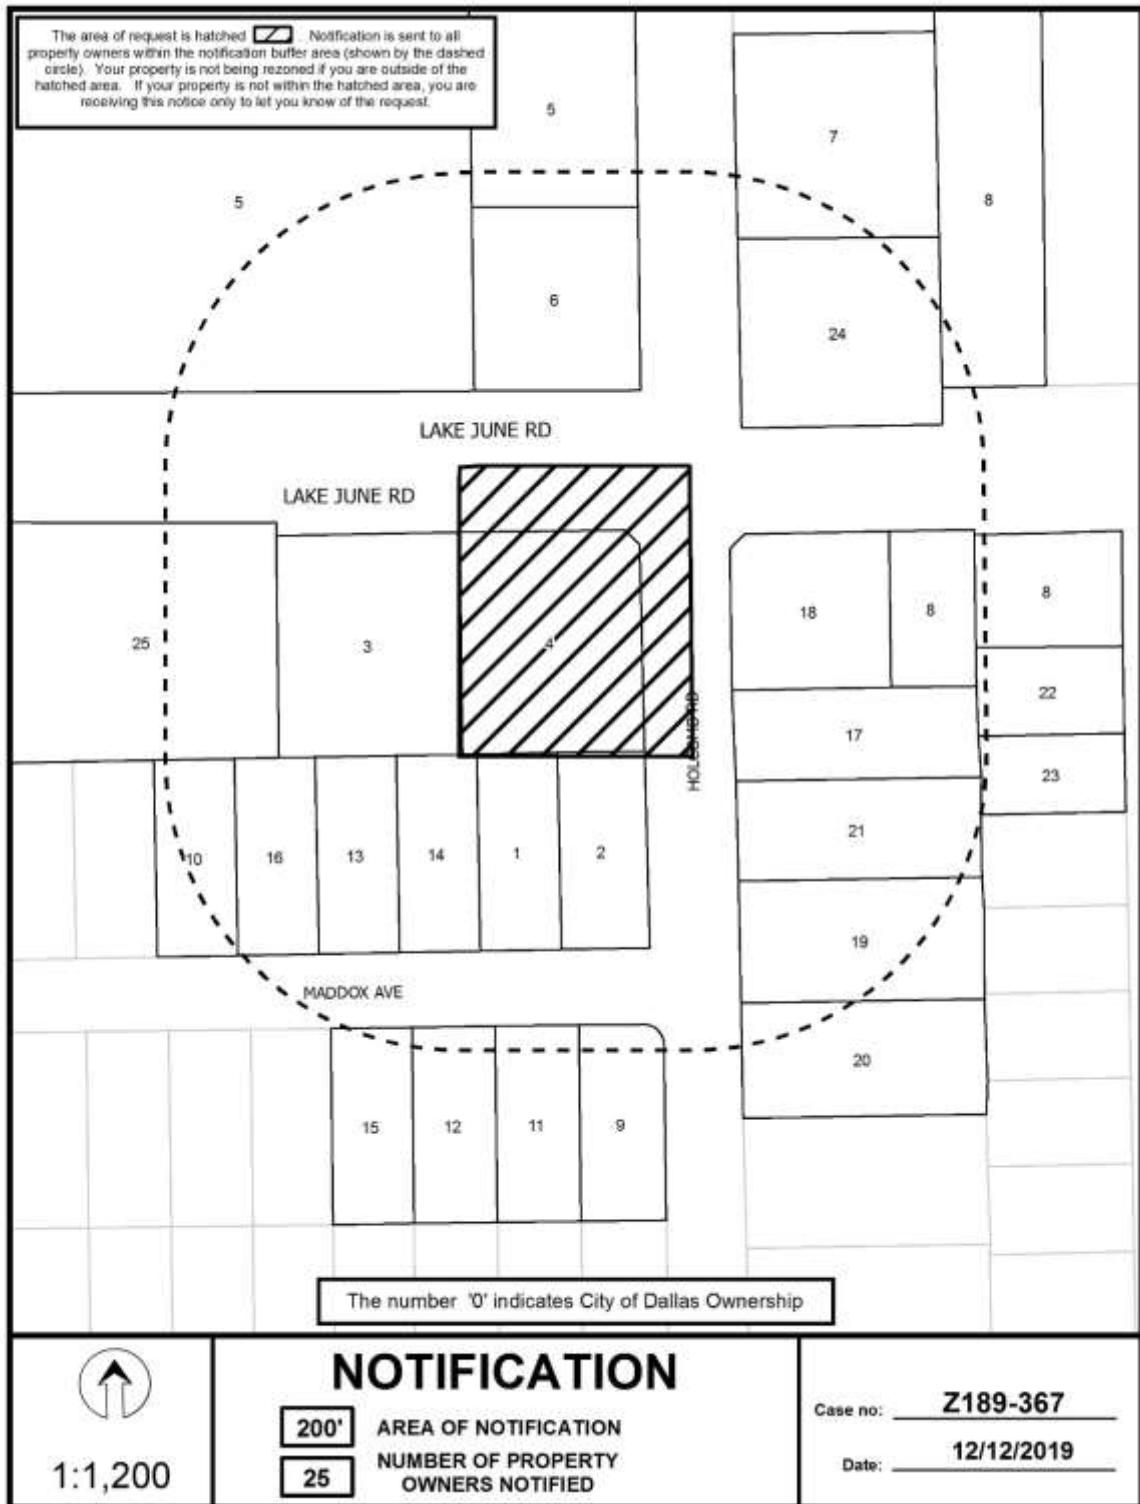 The area of request is hatched . Notification is sent to all
property owners within the notification buffer area (shown by the dashed
circle). Your property is not being rezoned if you are outside of the
hatched area. If your property is not within the hatched area, you are
receiving this notice only to let you know of the request.
5
7
5
8
6
24
LAKE JUNE RD
LAKE JUNE RD
25
3
4
18
8
8
22
17
23
HOLCOMB RD
21
10
16
13
14
1
2
19
MADDOX AVE
20
15
12
11
9
The number '0' indicates City of Dallas Ownership
1:1,200
NOTIFICATION
200' AREA OF NOTIFICATION
25 NUMBER OF PROPERTY
OWNERS NOTIFIED
Case no: Z189-367
Date: 12/12/2019